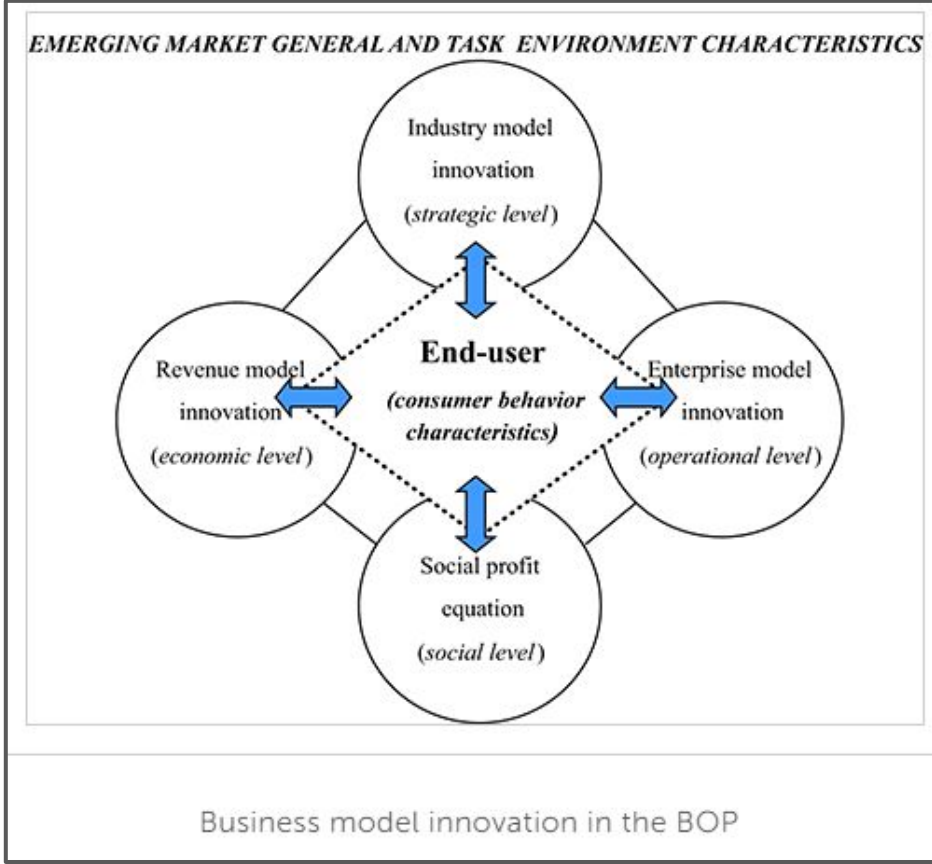 EMERGING MARKET GENERAL AND TASK ENVIRONMENT CHARACTERISTICS
Industry model
innovation
(strategic level)
End-user
(consumer behavior
characteristics)
Revenue model
innovation
(economic level)
Enterprise model
innovation
(operational level)
Social profit
equation
(social level)
Business model innovation in the BOP